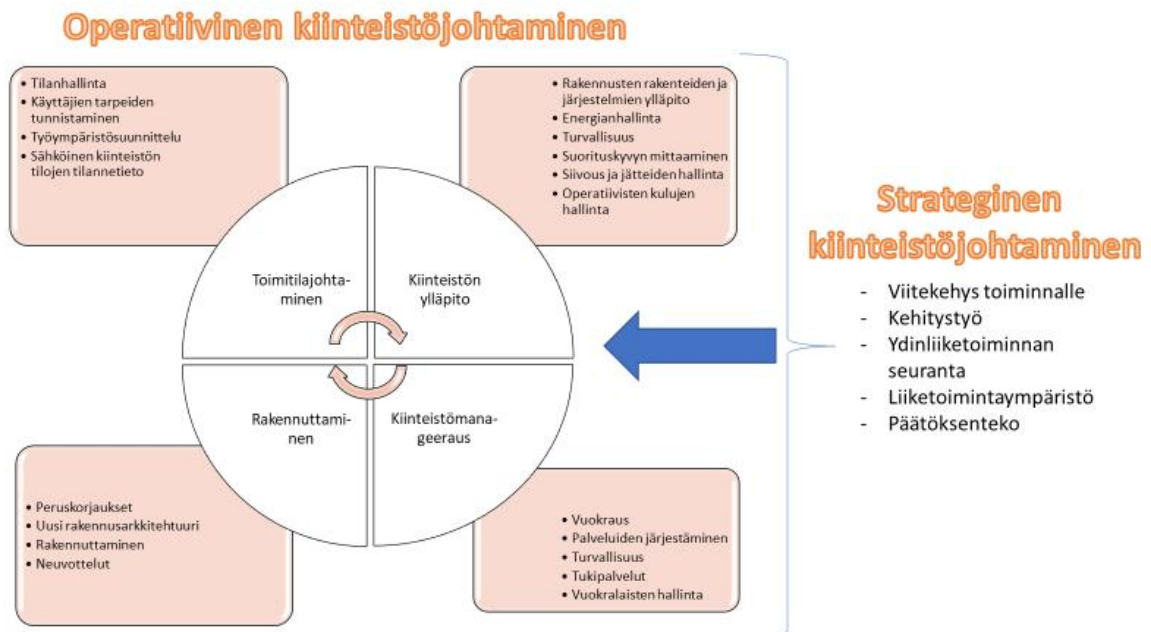 Operatiivinen kiinteistöjohtaminen
• Tilanhallinta
• Käyttäjien tarpeiden
tunnistaminen
• Työympäristösuunnittelu
• Sähköinen kiinteistön
tilojen tilannetieto
• Rakennusten rakenteiden ja
järjestelmien ylläpito
• Energianhallinta
• Turvallisuus
• Suorituskyvyn mittaaminen
• Siivous ja jätteiden hallinta
• Operatiivisten kulujen
hallinta
Toimitilajohta-
minen
Kiinteistön
ylläpito
Rakennuttami-
nen
Kiinteistömana-
geeraus
• Peruskorjaukset
• Uusi rakennusarkkitehtuuri
• Rakennuttaminen
• Neuvottelut
• Vuokraus
• Palveluiden järjestäminen
• Turvallisuus
• Tukipalvelut
• Vuokralaisten hallinta
Strateginen
kiinteistöjohtaminen
- Viitekehys toiminnalle
- Kehitystyö
- Ydinliiketoiminnan
seuranta
- Liiketoimintaympäristö
- Päätöksenteko